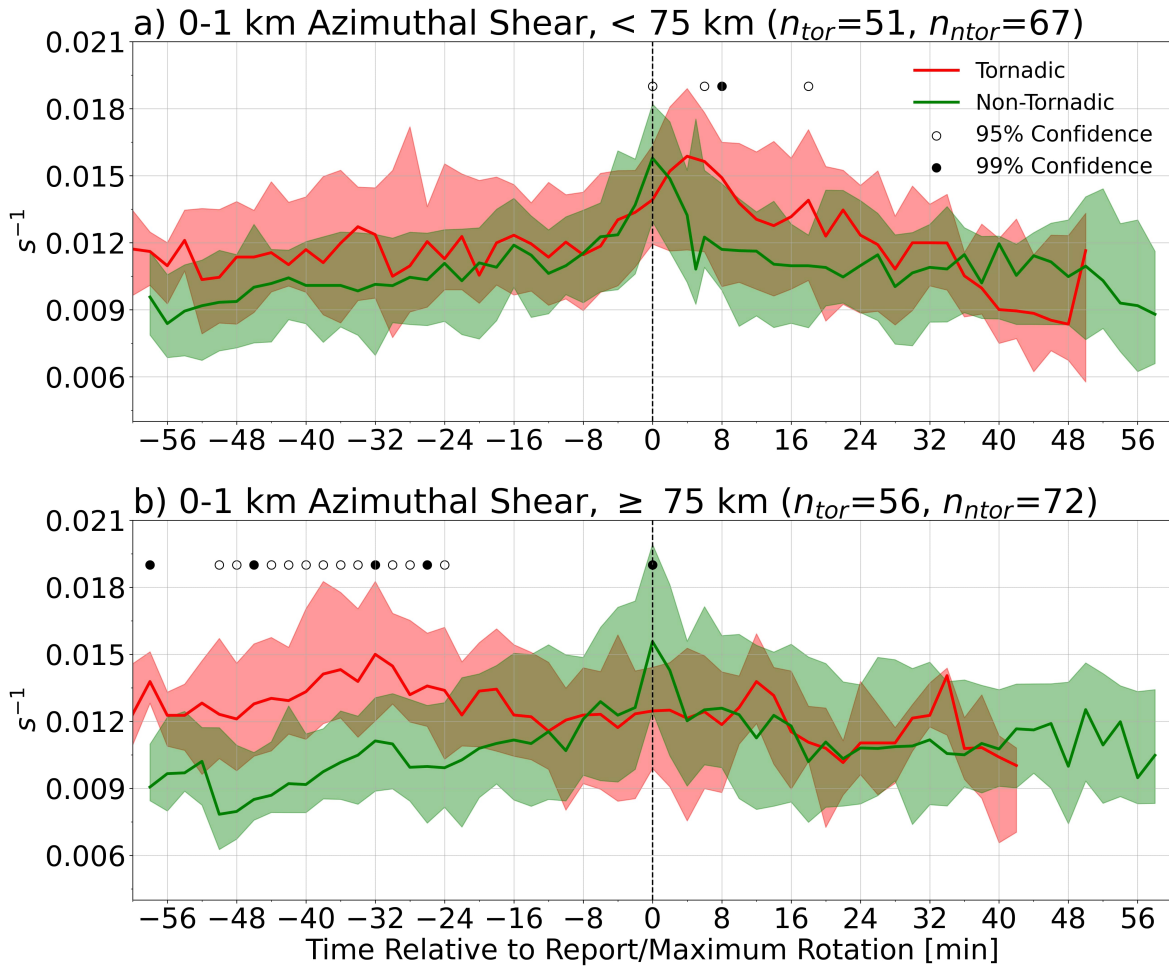 a) 0-1 km Azimuthal Shear, < 75 km (n_tor=51, n_ntor=67)
0.021
0.018
0.015
0.012
0.009
0.006
s⁻¹
Tornadic
Non-Tornadic
95% Confidence
99% Confidence
−56 −48 −40 −32 −24 −16 −8 0 8 16 24 32 40 48 56
b) 0-1 km Azimuthal Shear, ≥ 75 km (n_tor=56, n_ntor=72)
0.021
0.018
0.015
0.012
0.009
0.006
s⁻¹
−56 −48 −40 −32 −24 −16 −8 0 8 16 24 32 40 48 56
Time Relative to Report/Maximum Rotation [min]